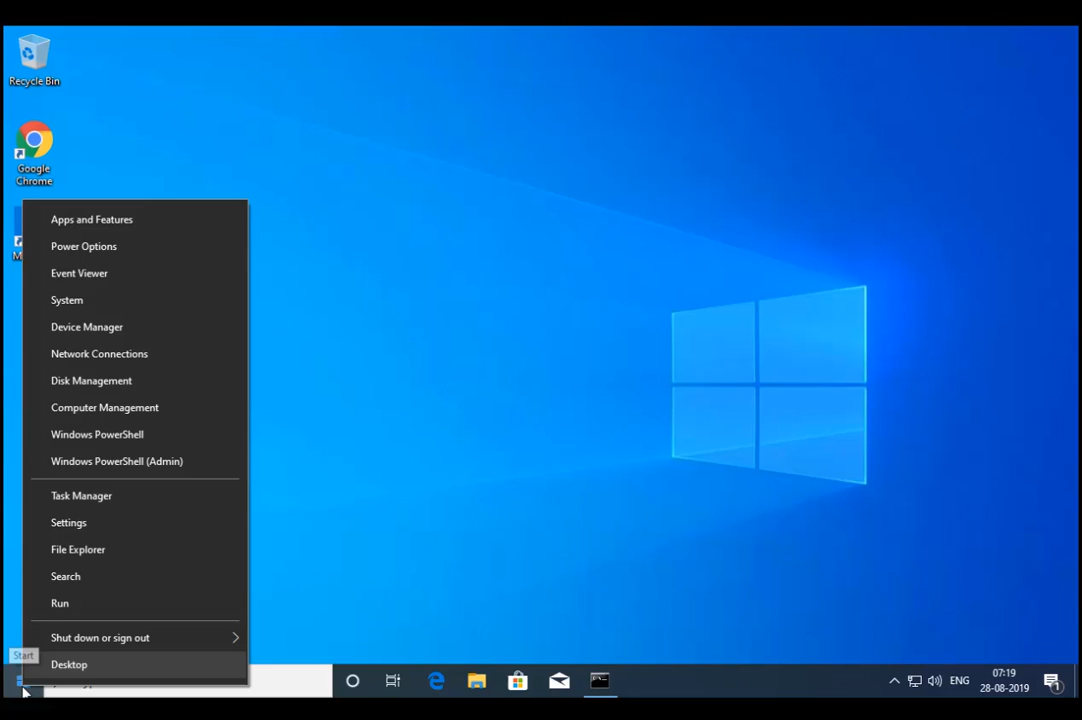 Recycle Bin
Google
Chrome
M
Apps and Features
Power Options
Event Viewer
System
Device Manager
Network Connections
Disk Management
Computer Management
Windows PowerShell
Windows PowerShell (Admin)
Task Manager
Settings
File Explorer
Search
Run
Shut down or sign out
Desktop
Start
ENG
07:19
28-08-2019
1